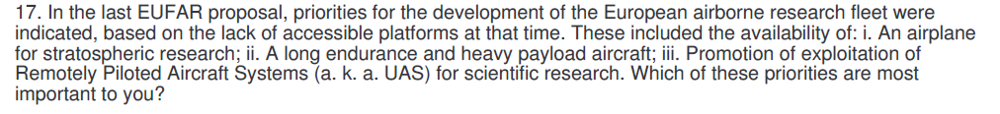 17. In the last EUFAR proposal, priorities for the development of the European airborne research fleet were
indicated, based on the lack of accessible platforms at that time. These included the availability of: i. An airplane
for stratospheric research; ii. A long endurance and heavy payload aircraft; iii. Promotion of exploitation of
Remotely Piloted Aircraft Systems (a. k. a. UAS) for scientific research. Which of these priorities are most
important to you?